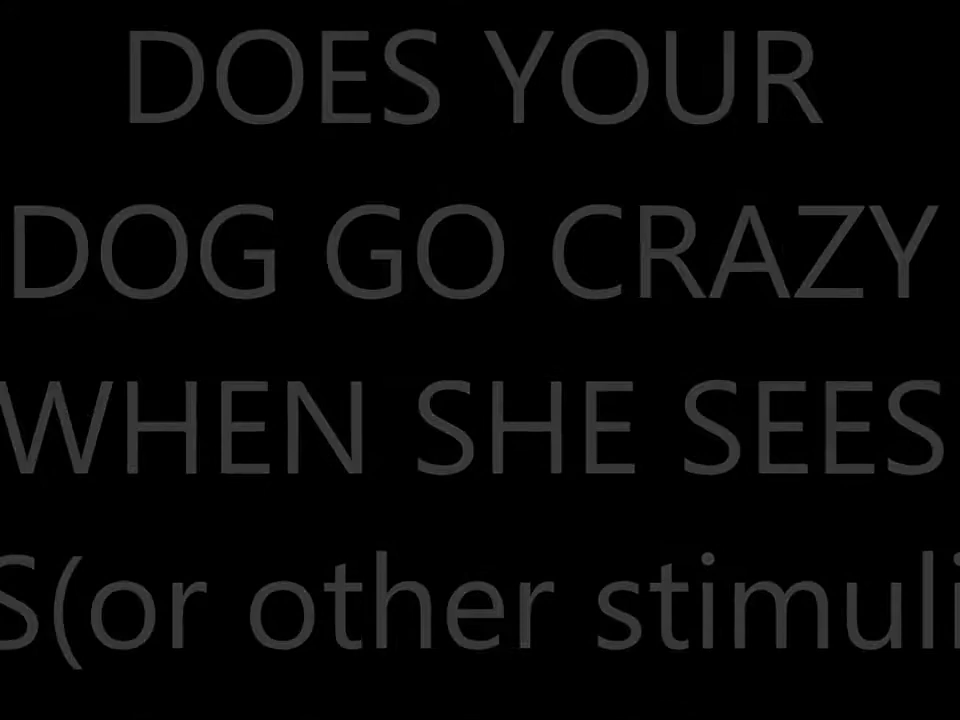 DOES YOUR
DOG GO CRAZY
WHEN SHE SEES
S(or other stimuli